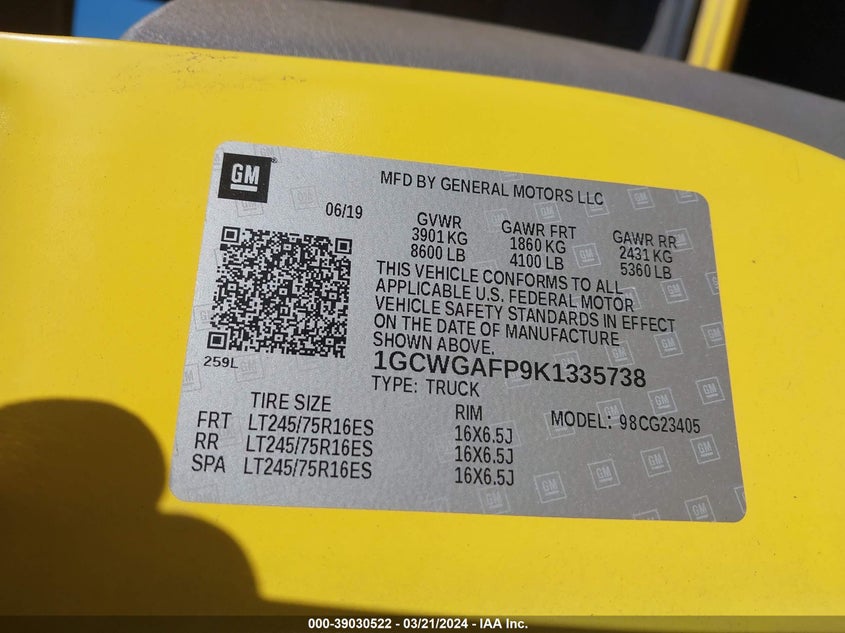 GM
MFD BY GENERAL MOTORS LLC
06/19
GVWR GAWR FRT GAWR RR
3901 KG 1860 KG 2431 KG
8600 LB 4100 LB 5360 LB
THIS VEHICLE CONFORMS TO ALL
APPLICABLE U.S. FEDERAL MOTOR
VEHICLE SAFETY STANDARDS IN EFFECT
ON THE DATE OF MANUFACTURE
SHOWN ABOVE.
259L
1GCWGAFP9K1335738
TYPE: TRUCK
TIRE SIZE RIM MODEL: 98CG23405
FRT LT245/75R16ES 16X6.5J
RR LT245/75R16ES 16X6.5J
SPA LT245/75R16ES 16X6.5J
000-39030522 - 03/21/2024 - IAA Inc.